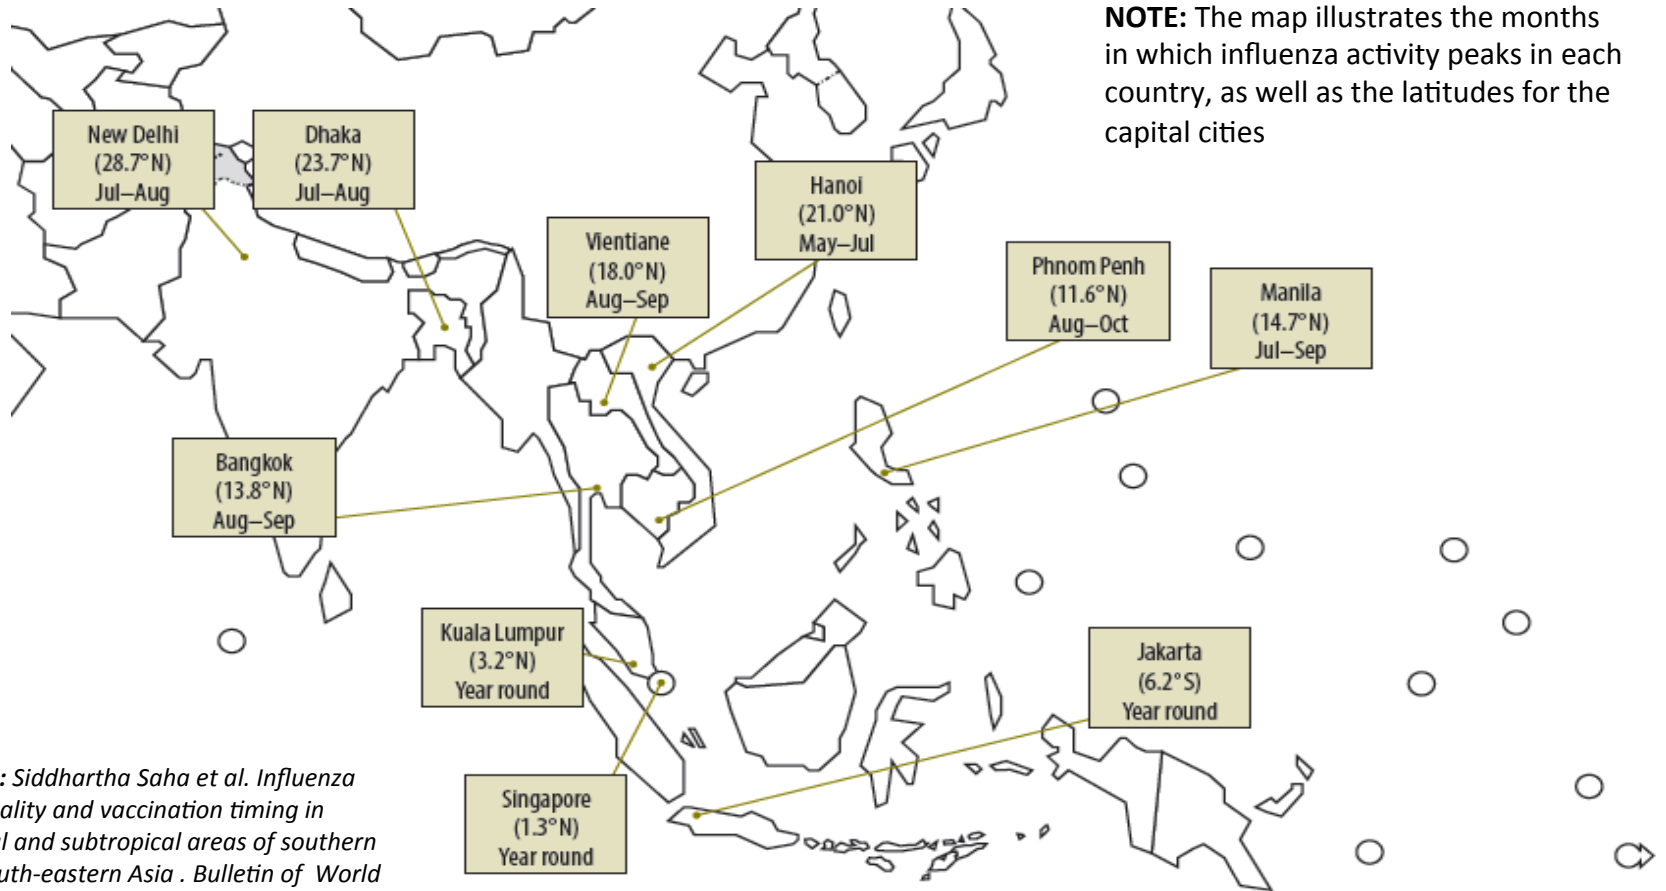 NOTE: The map illustrates the months
in which influenza activity peaks in each
country, as well as the latitudes for the
capital cities
New Delhi
(28.7°N)
Jul–Aug
Dhaka
(23.7°N)
Jul–Aug
Hanoi
(21.0°N)
May–Jul
Vientiane
(18.0°N)
Aug–Sep
Phnom Penh
(11.6°N)
Aug–Oct
Manila
(14.7°N)
Jul–Sep
Bangkok
(13.8°N)
Aug–Sep
Kuala Lumpur
(3.2°N)
Year round
Jakarta
(6.2°S)
Year round
Singapore
(1.3°N)
Year round
: Siddhartha Saha et al. Influenza
ality and vaccination timing in
l and subtropical areas of southern
uth-eastern Asia . Bulletin of World